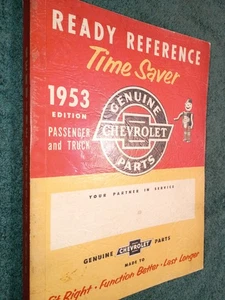 READY REFERENCE
Time Saver
1953
EDITION
PASSENGER
and TRUCK
GENUINE
CHEVROLET
PARTS
YOUR PARTNER IN SERVICE
GENUINE CHEVROLET PARTS
MADE TO
Fit Right · Function Better · Last Longer